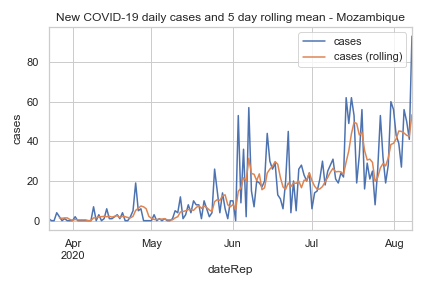 New COVID-19 daily cases and 5 day rolling mean - Mozambique
cases
cases (rolling)
80
60
40
20
0
cases
Apr
2020
May
Jun
Jul
Aug
dateRep